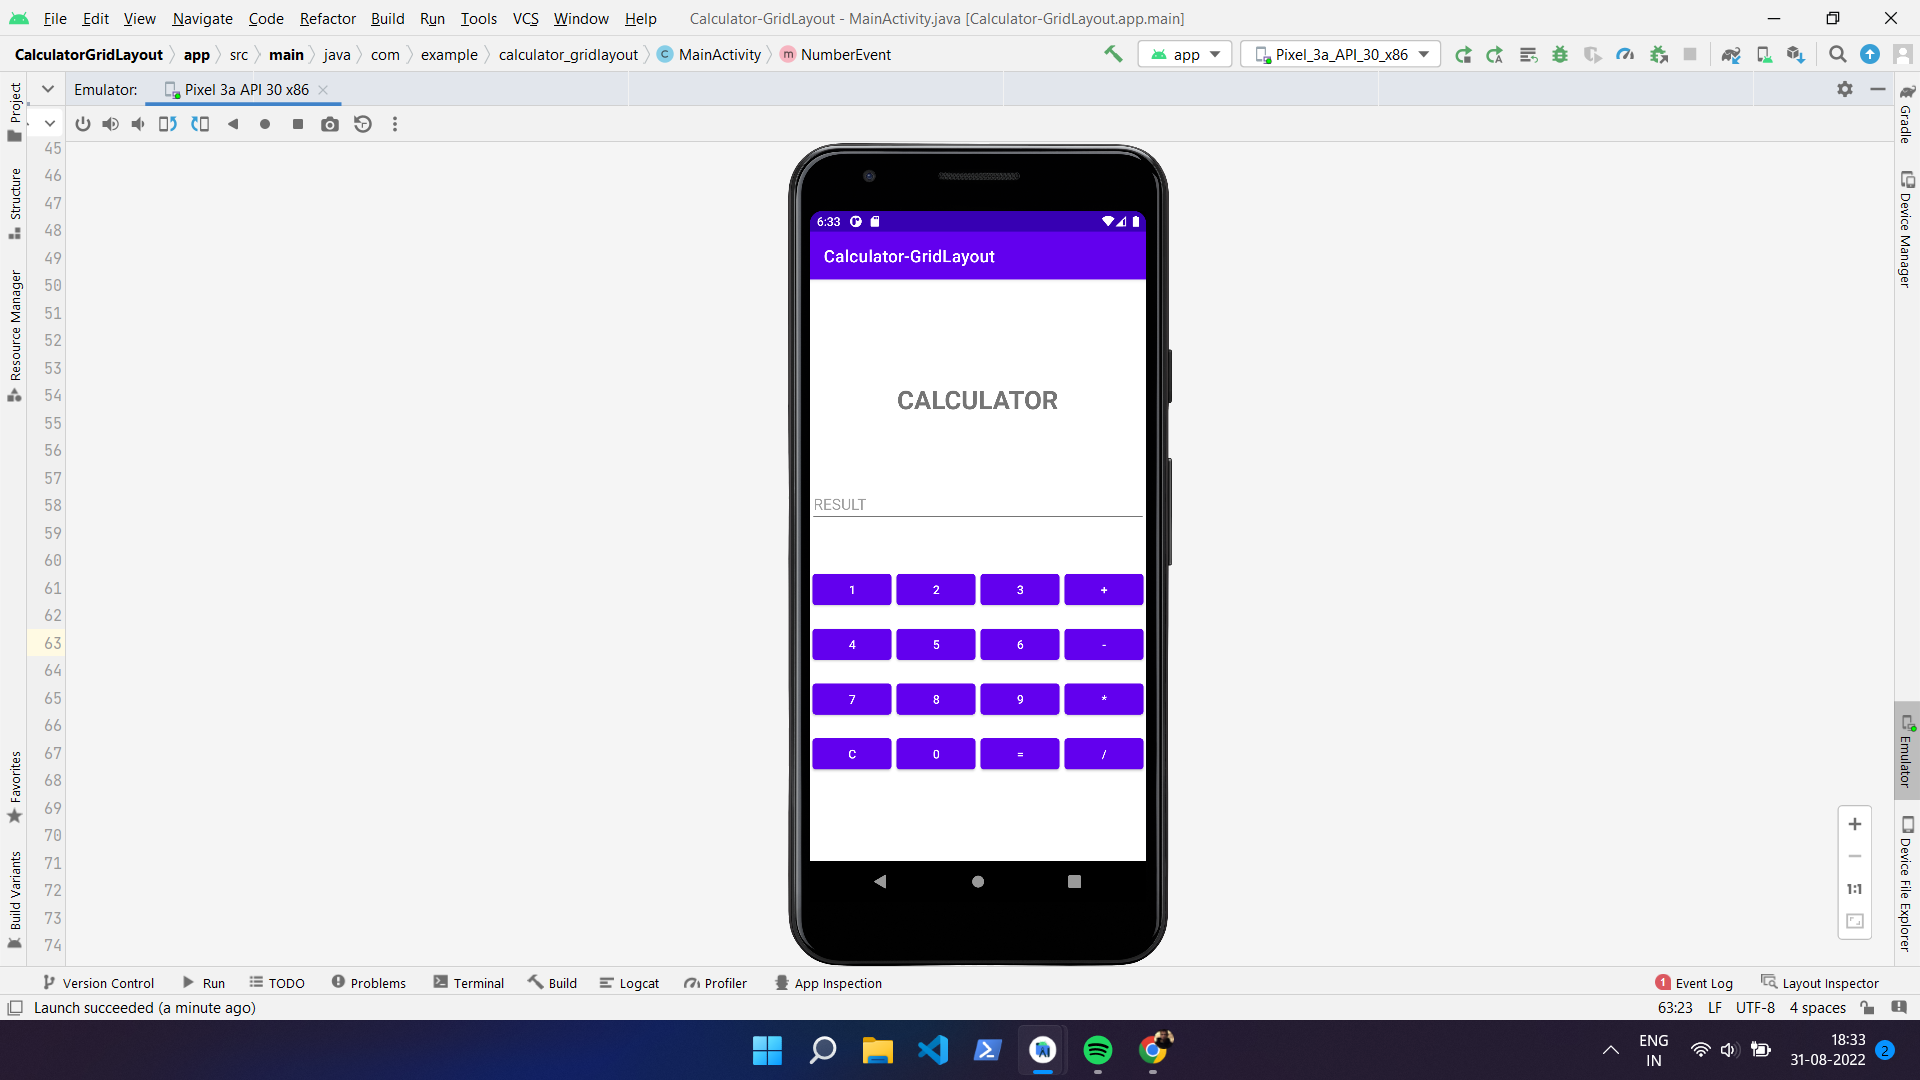 File Edit View Navigate Code Refactor Build Run Tools VCS Window Help Calculator-GridLayout - MainActivity.java [Calculator-GridLayout.app.main]
CalculatorGridLayout app src main java com example calculator_gridlayout C MainActivity m NumberEvent app Pixel_3a_API_30_x86
Emulator: Pixel 3a API 30 x86
Project
Structure
Resource Manager
Favorites
Build Variants
45
46
47
48
49
50
51
52
53
54
55
56
57
58
59
60
61
62
63
64
65
66
67
68
69
70
71
72
73
74
6:33
Calculator-GridLayout
CALCULATOR
RESULT
1 2 3 +
4 5 6 -
7 8 9 *
C 0 = /
Gradle
Device Manager
Emulator
Device File Explorer
+
−
1:1
Version Control Run TODO Problems Terminal Build Logcat Profiler App Inspection 1 Event Log Layout Inspector
Launch succeeded (a minute ago) 63:23 LF UTF-8 4 spaces
ENG
IN
18:33
31-08-2022
2